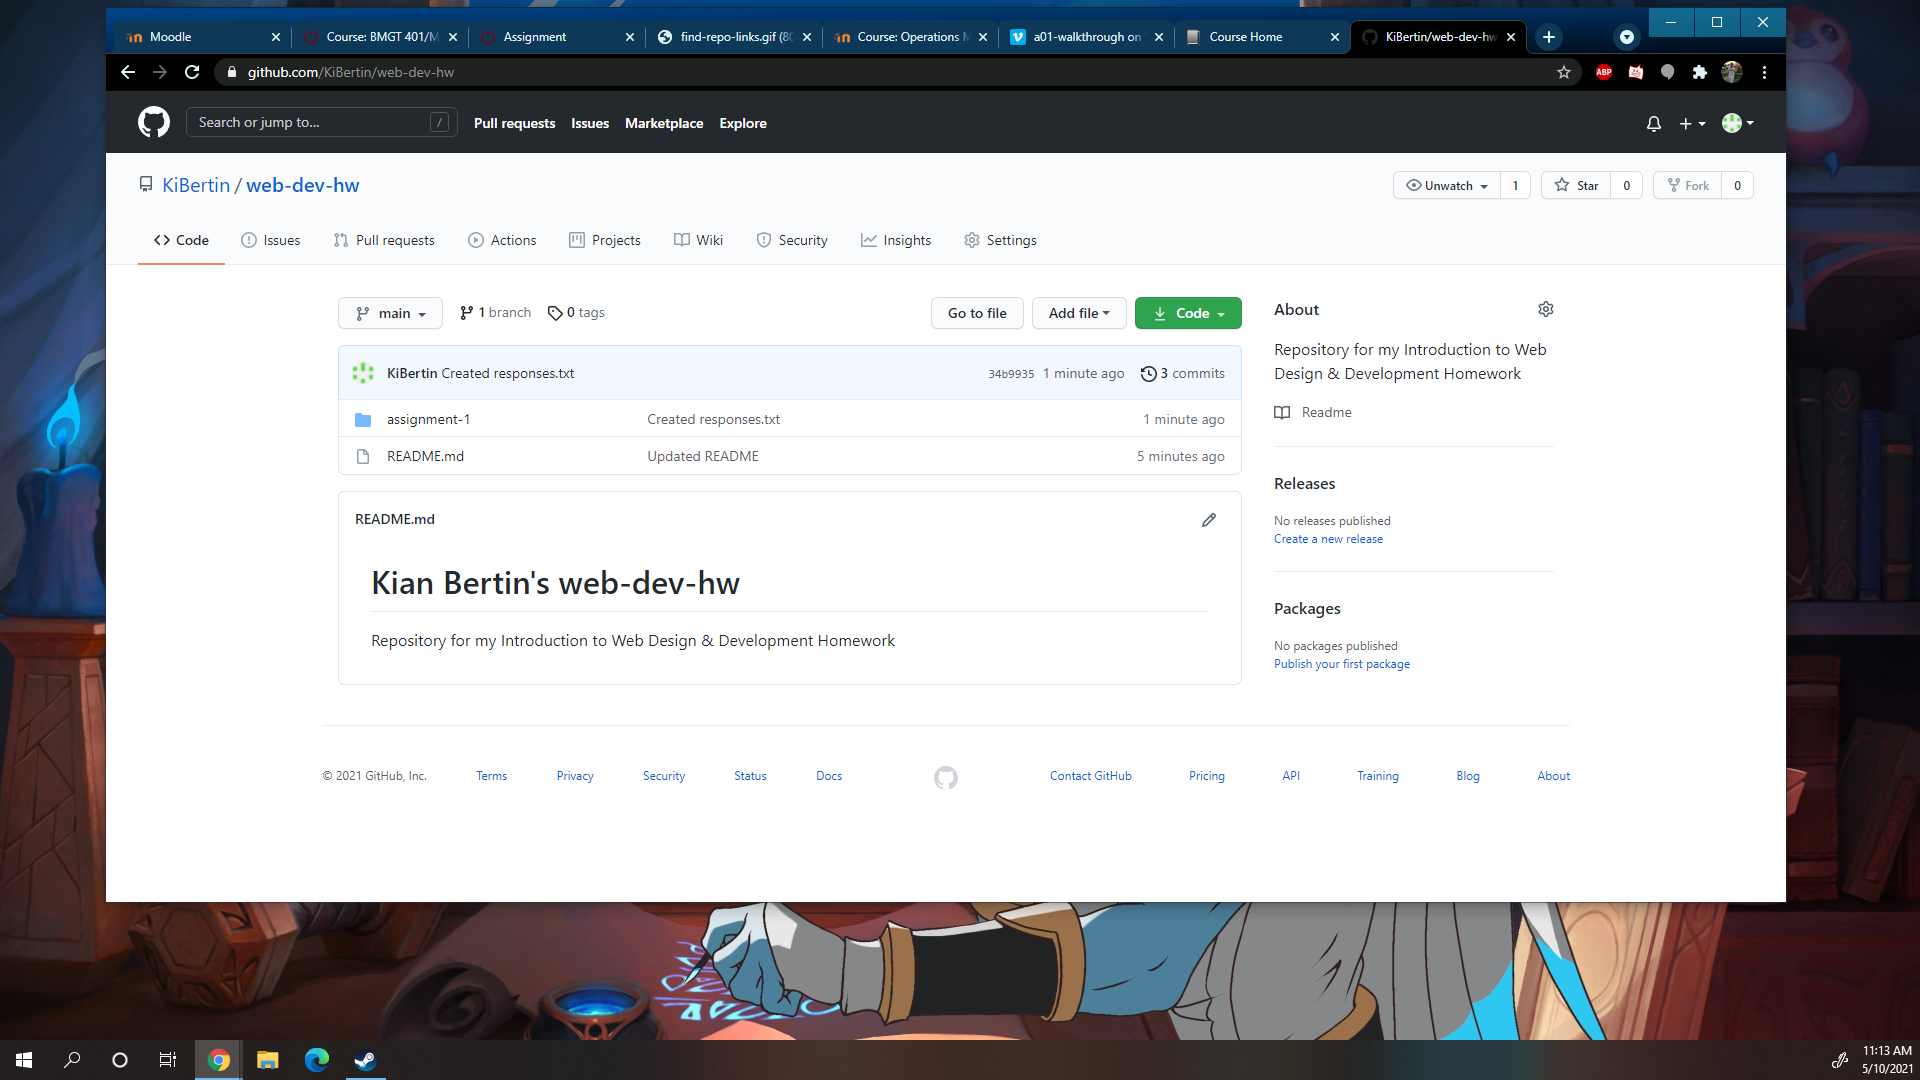 Moodle
Course: BMGT 401/M
Assignment
find-repo-links.gif (80
Course: Operations M
a01-walkthrough on
Course Home
KiBertin/web-dev-hw
github.com/KiBertin/web-dev-hw
ABP
Search or jump to...
/
Pull requests
Issues
Marketplace
Explore
KiBertin / web-dev-hw
Unwatch 1
Star 0
Fork 0
Code
Issues
Pull requests
Actions
Projects
Wiki
Security
Insights
Settings
main
1 branch
0 tags
Go to file
Add file
Code
KiBertin Created responses.txt
34b9935 1 minute ago
3 commits
assignment-1
Created responses.txt
1 minute ago
README.md
Updated README
5 minutes ago
README.md
Kian Bertin's web-dev-hw
Repository for my Introduction to Web Design & Development Homework
About
Repository for my Introduction to Web
Design & Development Homework
Readme
Releases
No releases published
Create a new release
Packages
No packages published
Publish your first package
© 2021 GitHub, Inc.
Terms
Privacy
Security
Status
Docs
Contact GitHub
Pricing
API
Training
Blog
About
11:13 AM
5/10/2021